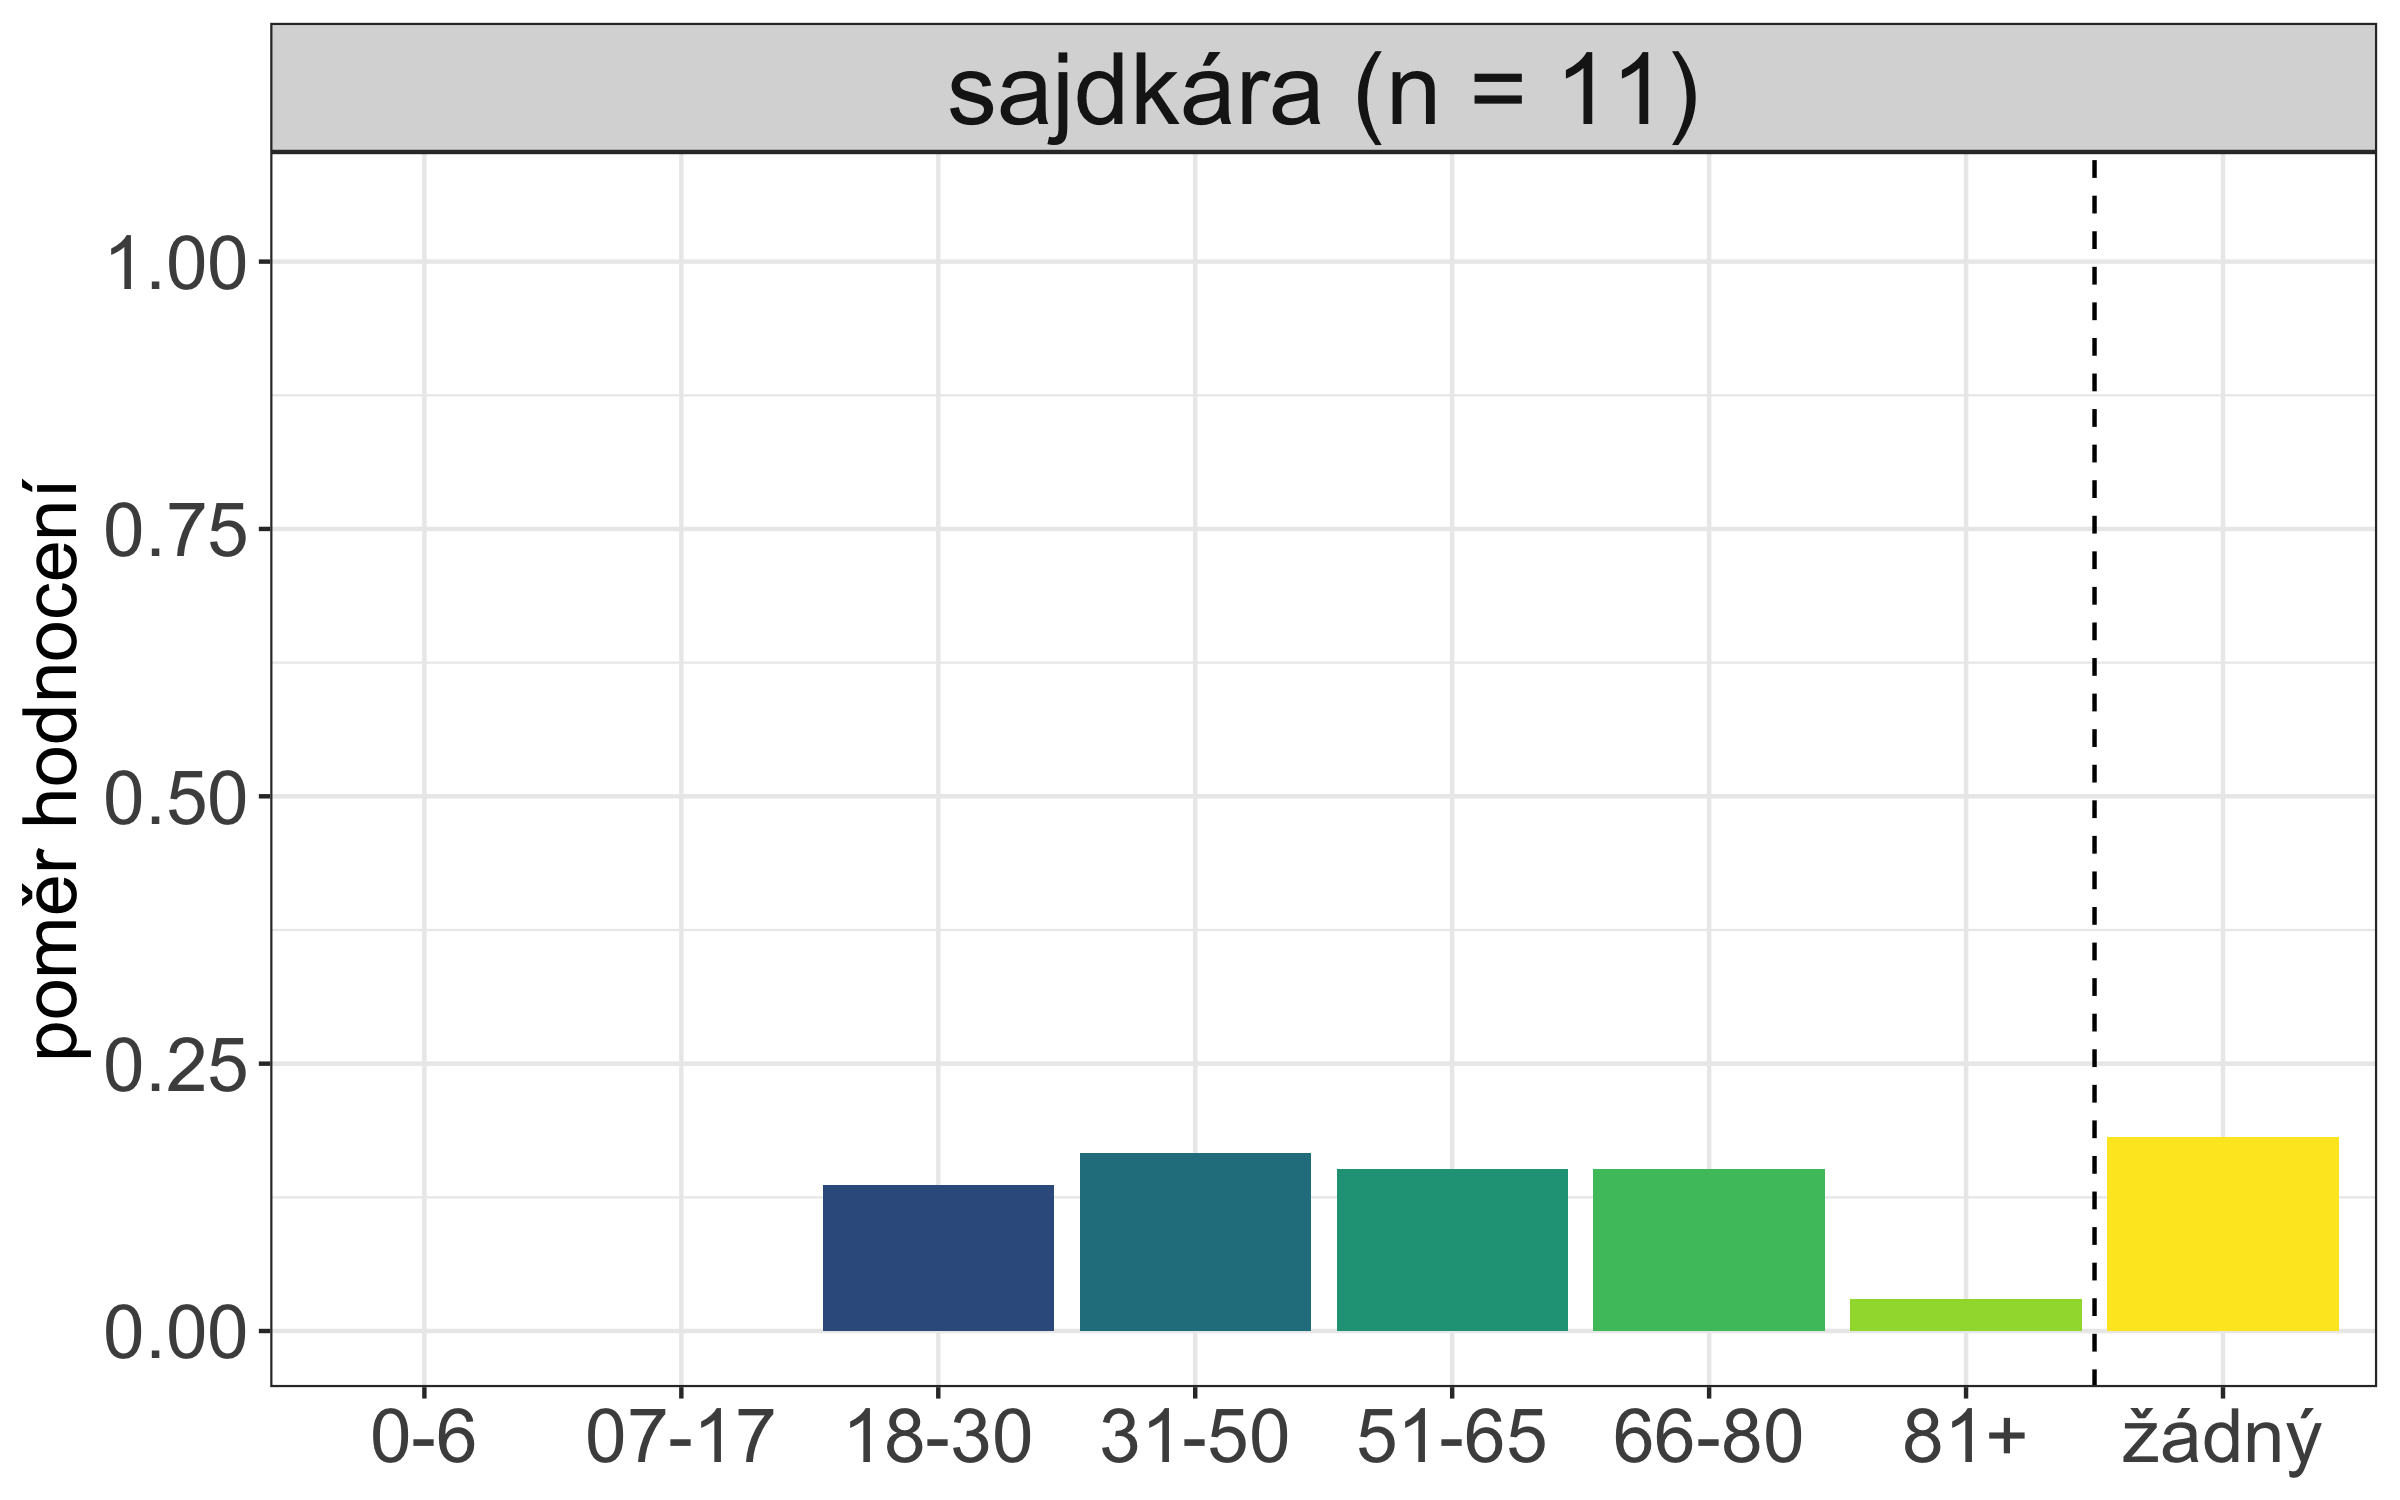 sajdkára (n = 11)
poměr hodnocení
1.00
0.75
0.50
0.25
0.00
0-6 07-17 18-30 31-50 51-65 66-80 81+ žádný